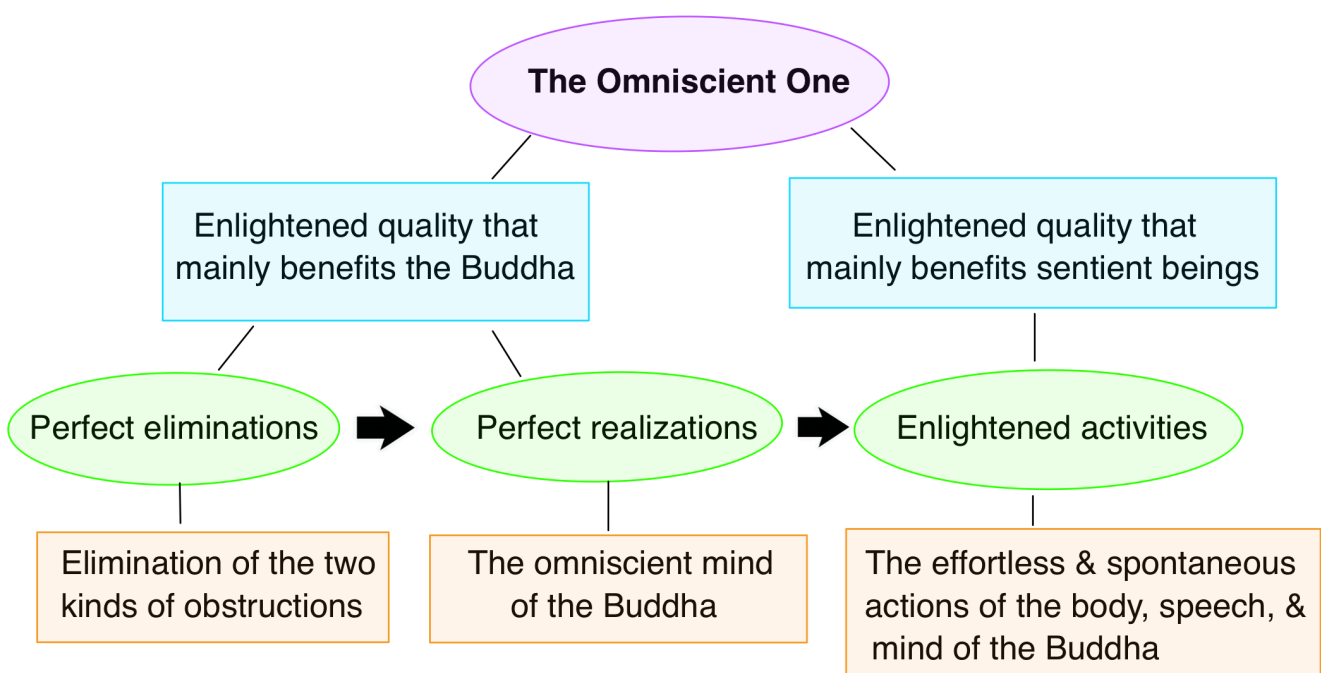 The Omniscient One
Enlightened quality that
mainly benefits the Buddha
Enlightened quality that
mainly benefits sentient beings
Perfect eliminations
Perfect realizations
Enlightened activities
Elimination of the two
kinds of obstructions
The omniscient mind
of the Buddha
The effortless & spontaneous
actions of the body, speech, &
mind of the Buddha